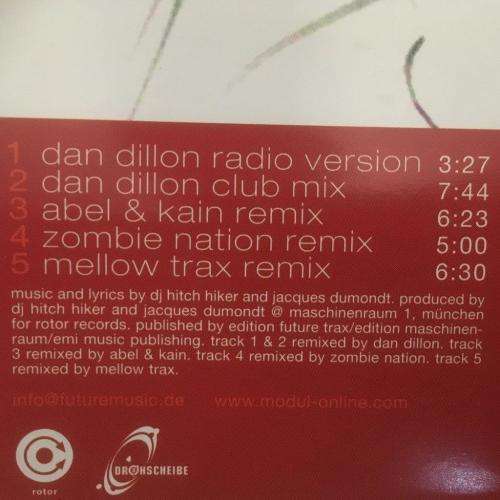 1 dan dillon radio version 3:27
2 dan dillon club mix 7:44
3 abel & kain remix 6:23
4 zombie nation remix 5:00
5 mellow trax remix 6:30
music and lyrics by dj hitch hiker and jacques dumondt. produced by
dj hitch hiker and jacques dumondt @ maschinenraum 1, münchen
for rotor records. published by edition future trax/edition maschinen-
raum/emi music publishing. track 1 & 2 remixed by dan dillon. track
3 remixed by abel & kain. track 4 remixed by zombie nation. track 5
remixed by mellow trax.
info@futuremusic.de www.modul-online.com
rotor
DR@HSCHEIBE